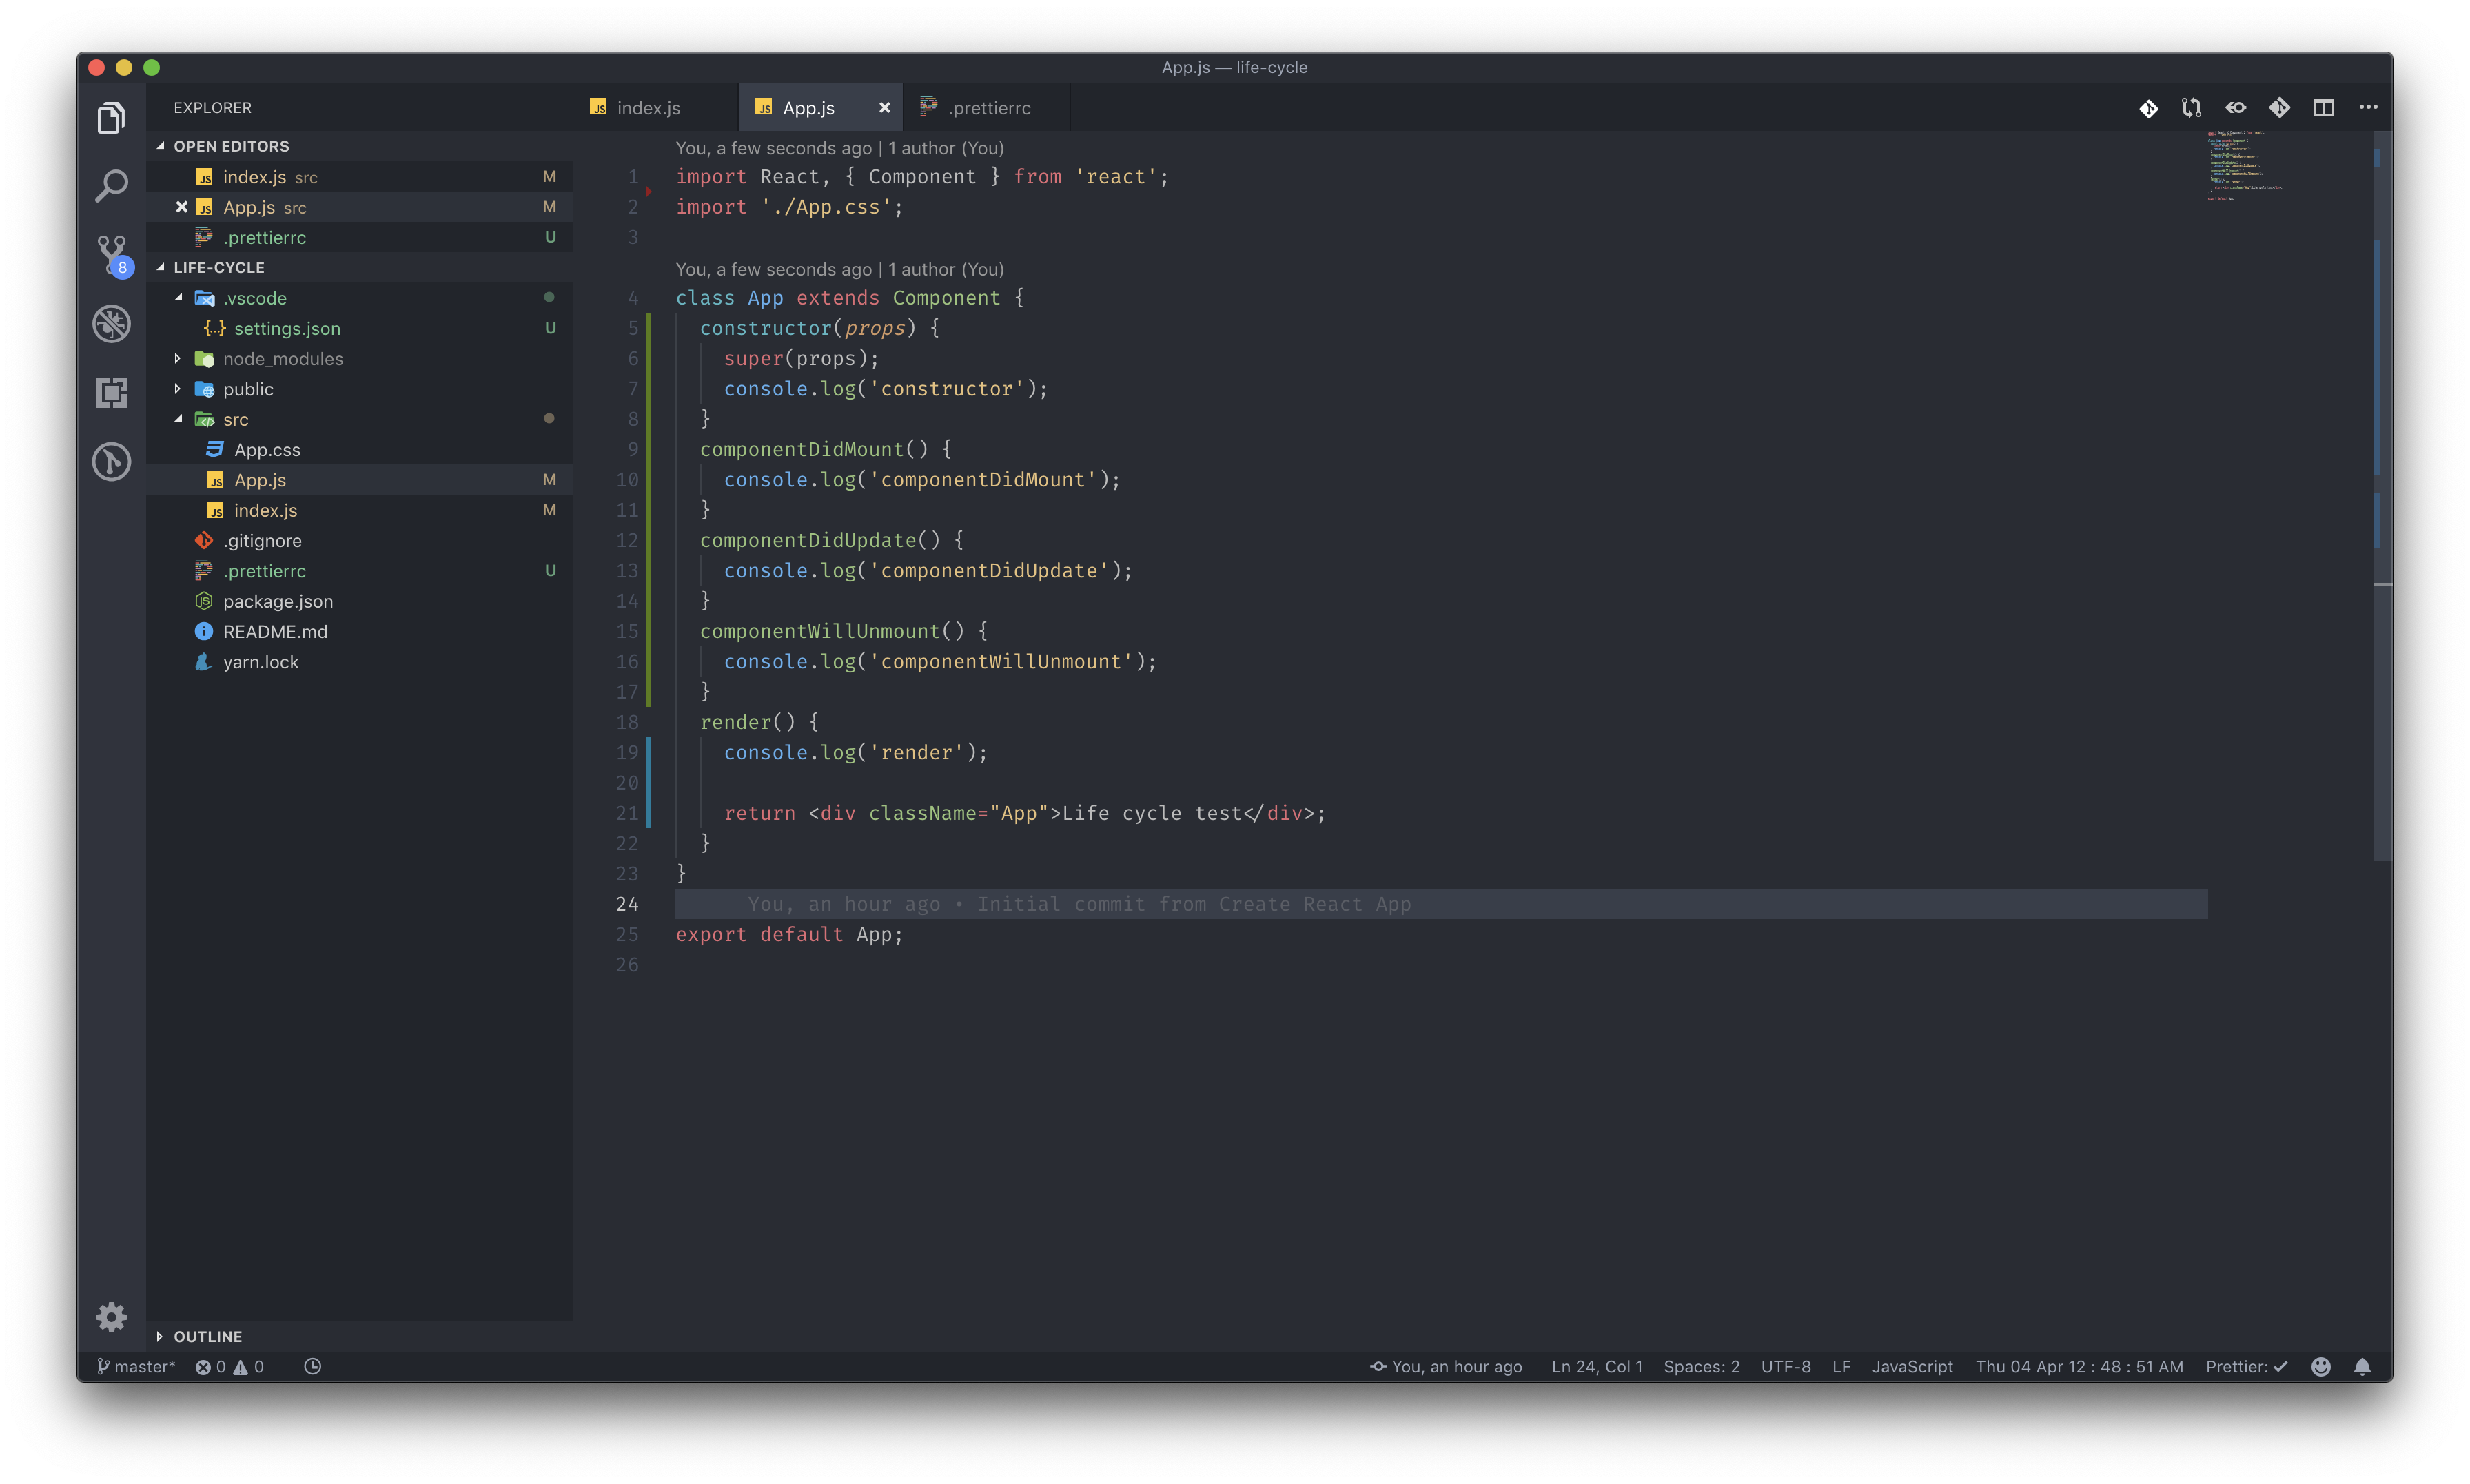 App.js — life-cycle
EXPLORER
OPEN EDITORS
index.js src M
App.js src M
.prettierrc U
LIFE-CYCLE
.vscode
settings.json U
node_modules
public
src
App.css
App.js M
index.js M
.gitignore
.prettierrc U
package.json
README.md
yarn.lock
OUTLINE
8
index.js
App.js
.prettierrc
You, a few seconds ago | 1 author (You)
1 import React, { Component } from 'react';
2 import './App.css';
3
You, a few seconds ago | 1 author (You)
4 class App extends Component {
5 constructor(props) {
6 super(props);
7 console.log('constructor');
8 }
9 componentDidMount() {
10 console.log('componentDidMount');
11 }
12 componentDidUpdate() {
13 console.log('componentDidUpdate');
14 }
15 componentWillUnmount() {
16 console.log('componentWillUnmount');
17 }
18 render() {
19 console.log('render');
20
21 return <div className="App">Life cycle test</div>;
22 }
23 }
24 You, an hour ago • Initial commit from Create React App
25 export default App;
26
master* 0 0 You, an hour ago Ln 24, Col 1 Spaces: 2 UTF-8 LF JavaScript Thu 04 Apr 12 : 48 : 51 AM Prettier: ✓